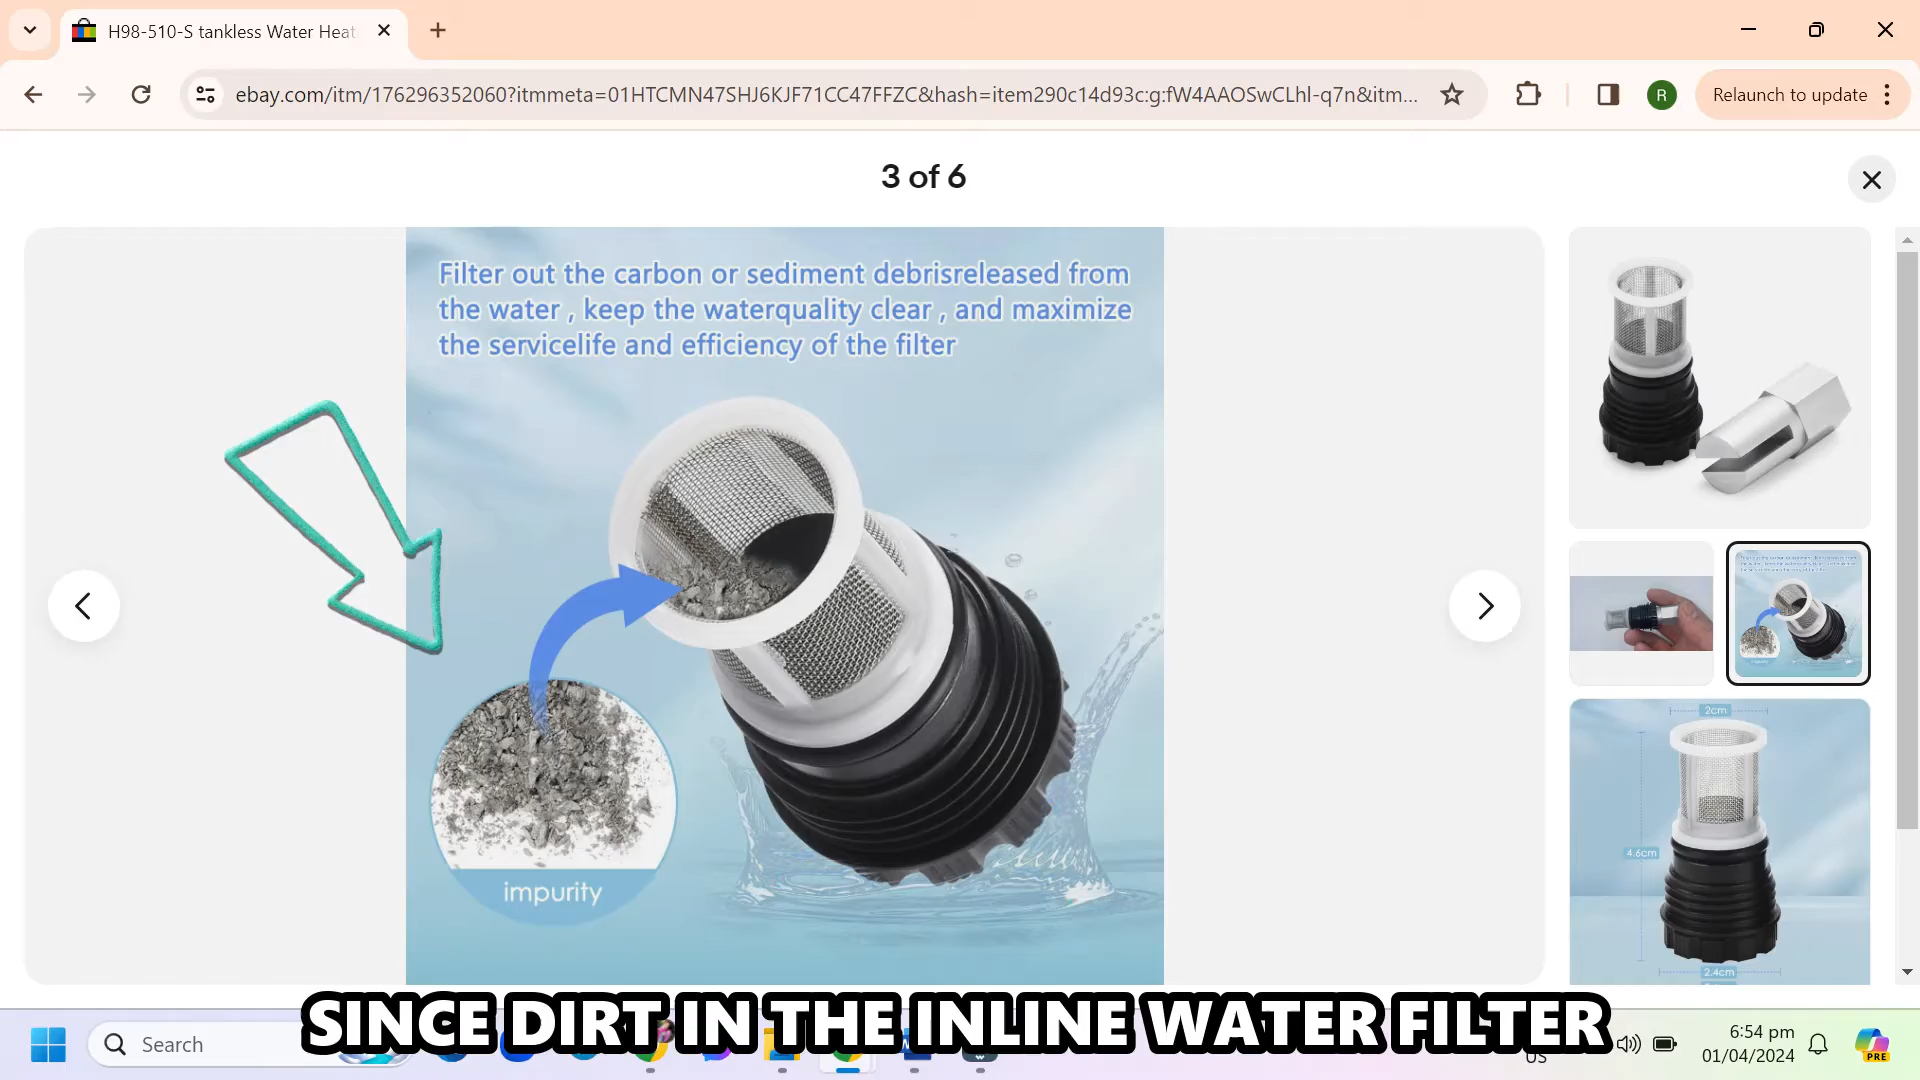 H98-510-S tankless Water Heat
ebay.com/itm/176296352060?itmmeta=01HTCMN47SHJ6KJF71CC47FFZC&hash=item290c14d93c:g:fW4AAOSwCLhl-q7n&itm...
R
Relaunch to update
3 of 6
Filter out the carbon or sediment debrisreleased from
the water , keep the waterquality clear , and maximize
the servicelife and efficiency of the filter
impurity
2cm
4.6cm
2.4cm
SINCE DIRT IN THE INLINE WATER FILTER
Search
US
6:54 pm
01/04/2024
PRE